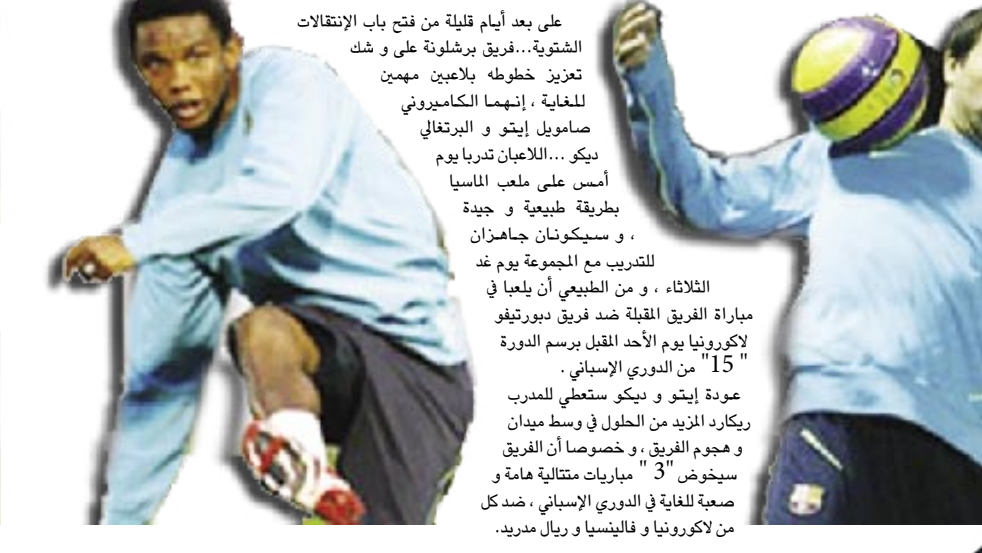 على بعد أيام قليلة من فتح باب الإنتقالات
الشتوية...فريق برشلونة على و شك
تعزيز خطوطه بلاعبين مهمين
للغاية ، إنهما الكاميروني
صامويل إيتو و البرتغالي
ديكو ...اللاعبان تدربا يوم
أمس على ملعب الماسيا
بطريقة طبيعية و جيدة
، و سيكونان جاهزان
للتدريب مع المجموعة يوم غد
الثلاثاء ، و من الطبيعي أن يلعبا في
مباراة الفريق المقبلة ضد فريق دبورتيفو
لاكورونيا يوم الأحد المقبل برسم الدورة
" 15" من الدوري الإسباني .
عودة إيتو و ديكو ستعطي للمدرب
ريكارد المزيد من الحلول في وسط ميدان
و هجوم الفريق ، و خصوصا أن الفريق
سيخوض "3 " مباريات متتالية هامة و
صعبة للغاية في الدوري الإسباني ، ضد كل
من لاكورونيا و فالينسيا و ريال مدريد.